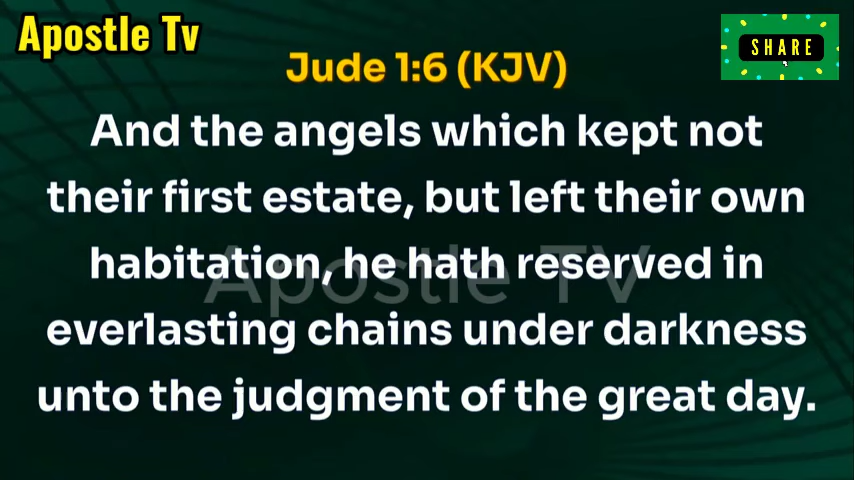 Apostle Tv
SHARE
Jude 1:6 (KJV)
And the angels which kept not
their first estate, but left their own
habitation, he hath reserved in
everlasting chains under darkness
unto the judgment of the great day.
Apostle TV